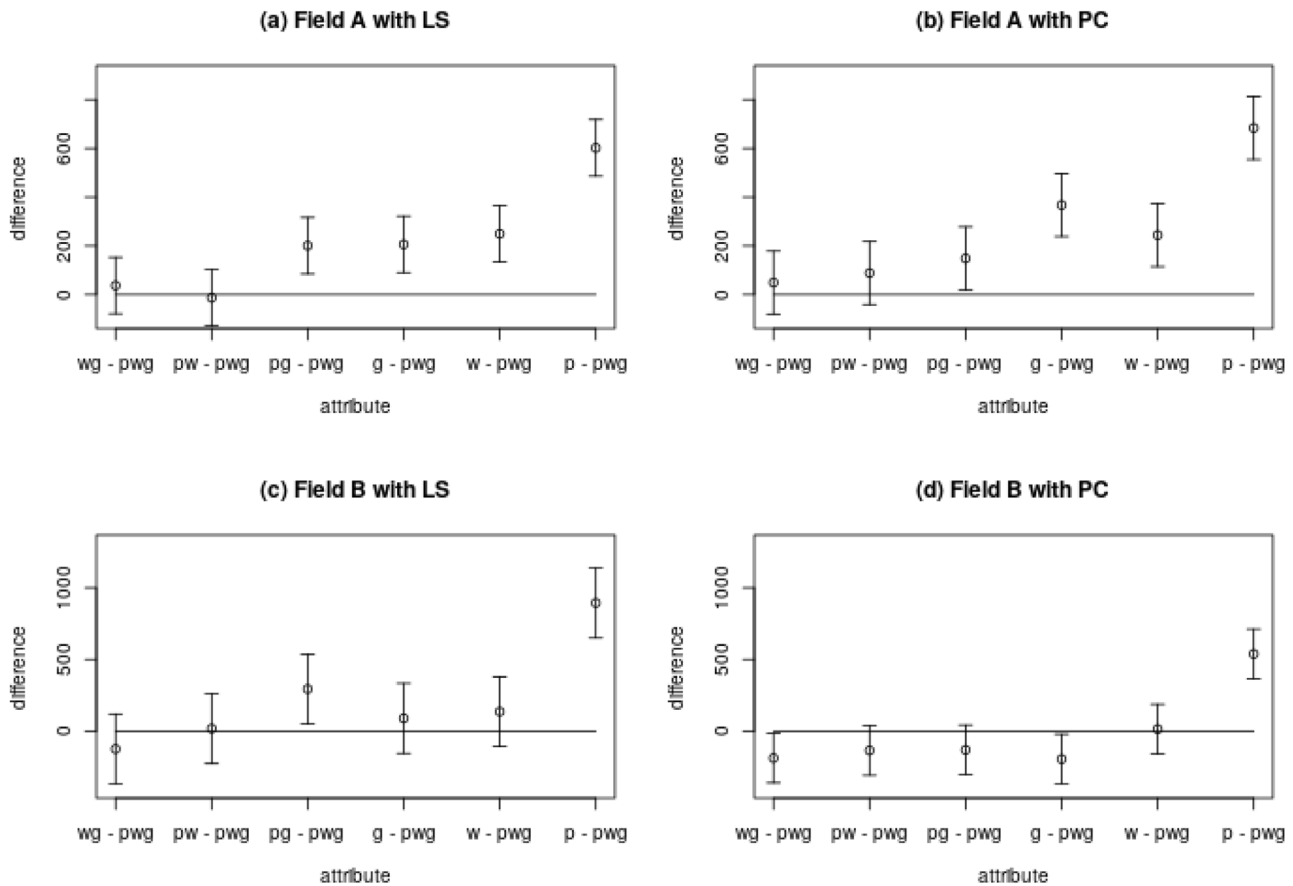 (a) Field A with LS
difference
0
200
600
wg - pwg pw - pwg pg - pwg g - pwg w - pwg p - pwg
attribute
(b) Field A with PC
difference
0
200
600
wg - pwg pw - pwg pg - pwg g - pwg w - pwg p - pwg
attribute
(c) Field B with LS
difference
0
500
1000
wg - pwg pw - pwg pg - pwg g - pwg w - pwg p - pwg
attribute
(d) Field B with PC
difference
0
500
1000
wg - pwg pw - pwg pg - pwg g - pwg w - pwg p - pwg
attribute